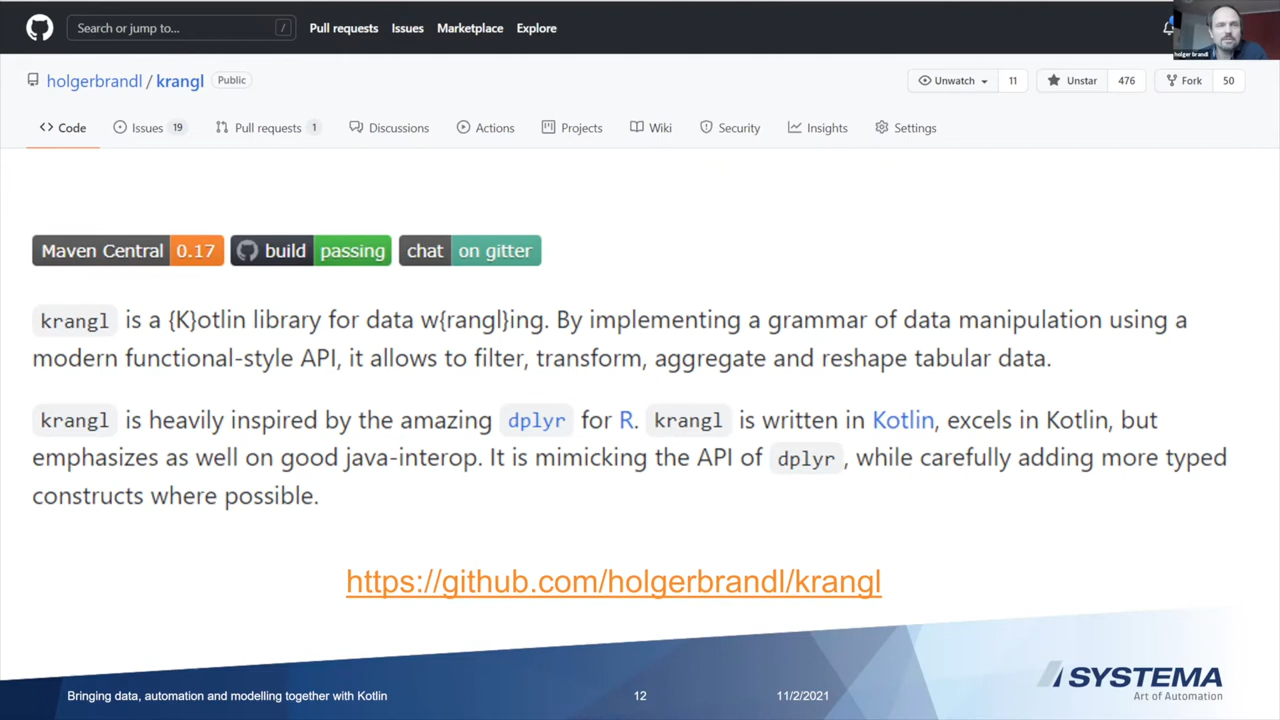 Search or jump to... / Pull requests Issues Marketplace Explore
holger brandl
holgerbrandl / krangl Public Unwatch 11 Unstar 476 Fork 50
Code Issues 19 Pull requests 1 Discussions Actions Projects Wiki Security Insights Settings
Maven Central 0.17 build passing chat on gitter
krangl is a {K}otlin library for data w{rangl}ing. By implementing a grammar of data manipulation using a
modern functional-style API, it allows to filter, transform, aggregate and reshape tabular data.
krangl is heavily inspired by the amazing dplyr for R. krangl is written in Kotlin, excels in Kotlin, but
emphasizes as well on good java-interop. It is mimicking the API of dplyr, while carefully adding more typed
constructs where possible.
https://github.com/holgerbrandl/krangl
SYSTEMA
Art of Automation
Bringing data, automation and modelling together with Kotlin 12 11/2/2021